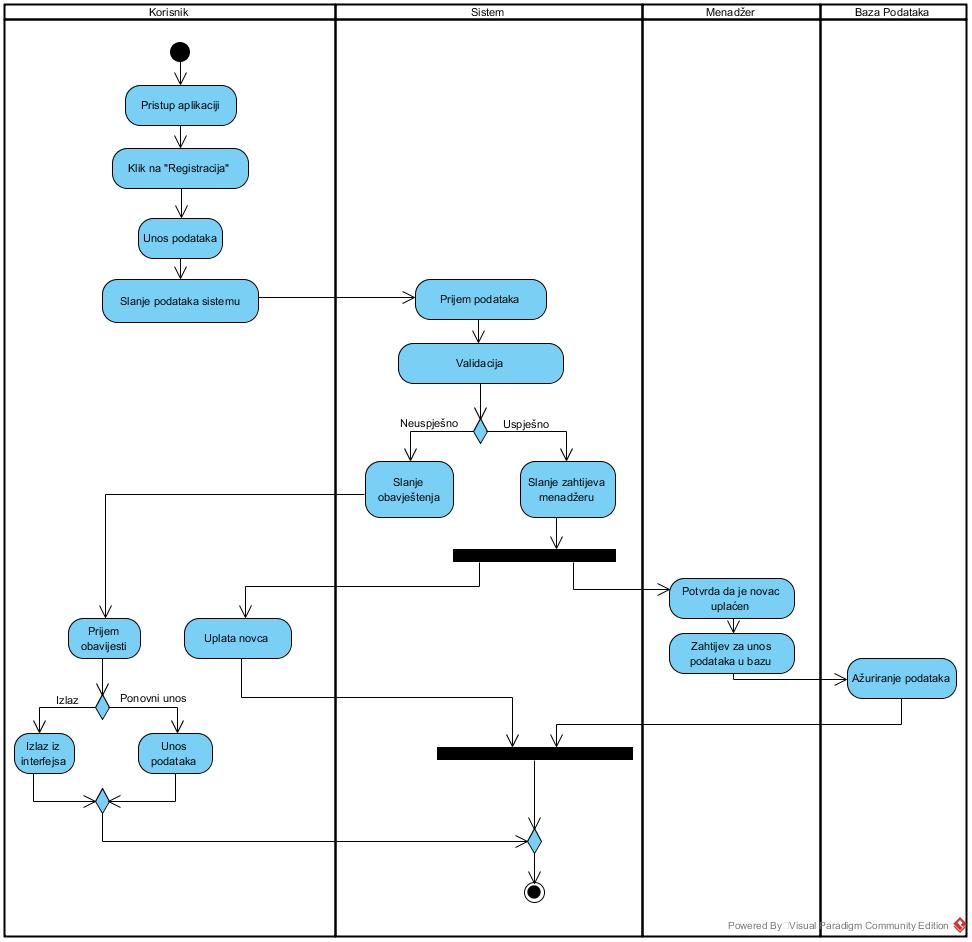 Korisnik
Sistem
Menadžer
Baza Podataka
Pristup aplikaciji
Klik na "Registracija"
Unos podataka
Slanje podataka sistemu
Prijem podataka
Validacija
Neuspješno
Uspješno
Slanje
obavještenja
Slanje zahtijeva
menadžeru
Potvrda da je novac
uplaćen
Prijem
obavijesti
Uplata novca
Zahtijev za unos
podataka u bazu
Ažuriranje podataka
Izlaz
Ponovni unos
Izlaz iz
interfejsa
Unos
podataka
Powered By Visual Paradigm Community Edition